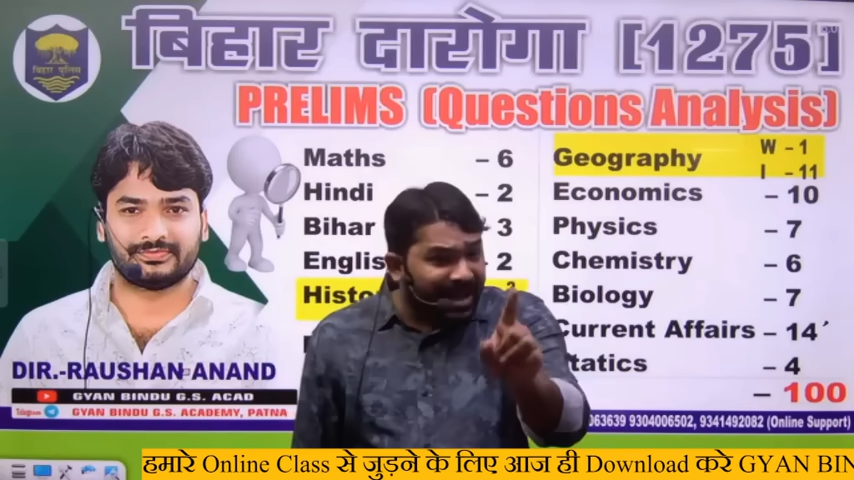 बिहार दारोगा [1275]
PRELIMS (Questions Analysis)
बिहार पुलिस
Maths – 6
Hindi – 2
Bihar – 3
Englis – 2
Histo
Geography W – 1
I – 11
Economics – 10
Physics – 7
Chemistry – 6
Biology – 7
Current Affairs – 14
tatics – 4
– 100
DIR.-RAUSHAN ANAND
GYAN BINDU G.S. ACAD
Telegram GYAN BINDU G.S. ACADEMY, PATNA
063639 9304006502, 9341492082 (Online Support)
हमारे Online Class से जुड़ने के लिए आज ही Download करे GYAN BIN